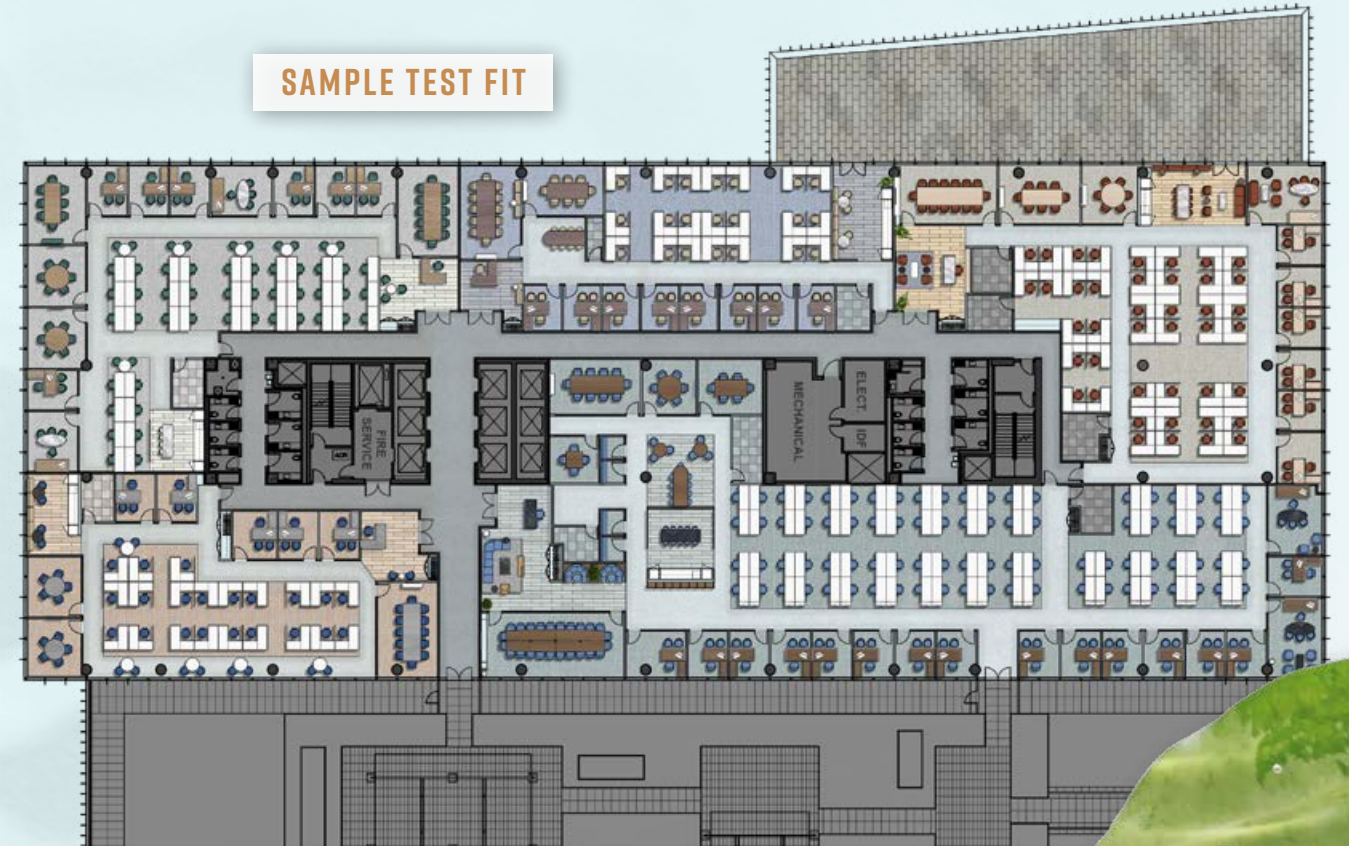 SAMPLE TEST FIT
ELECT.
MECHANICAL
IDF
FIRE
SERVICE